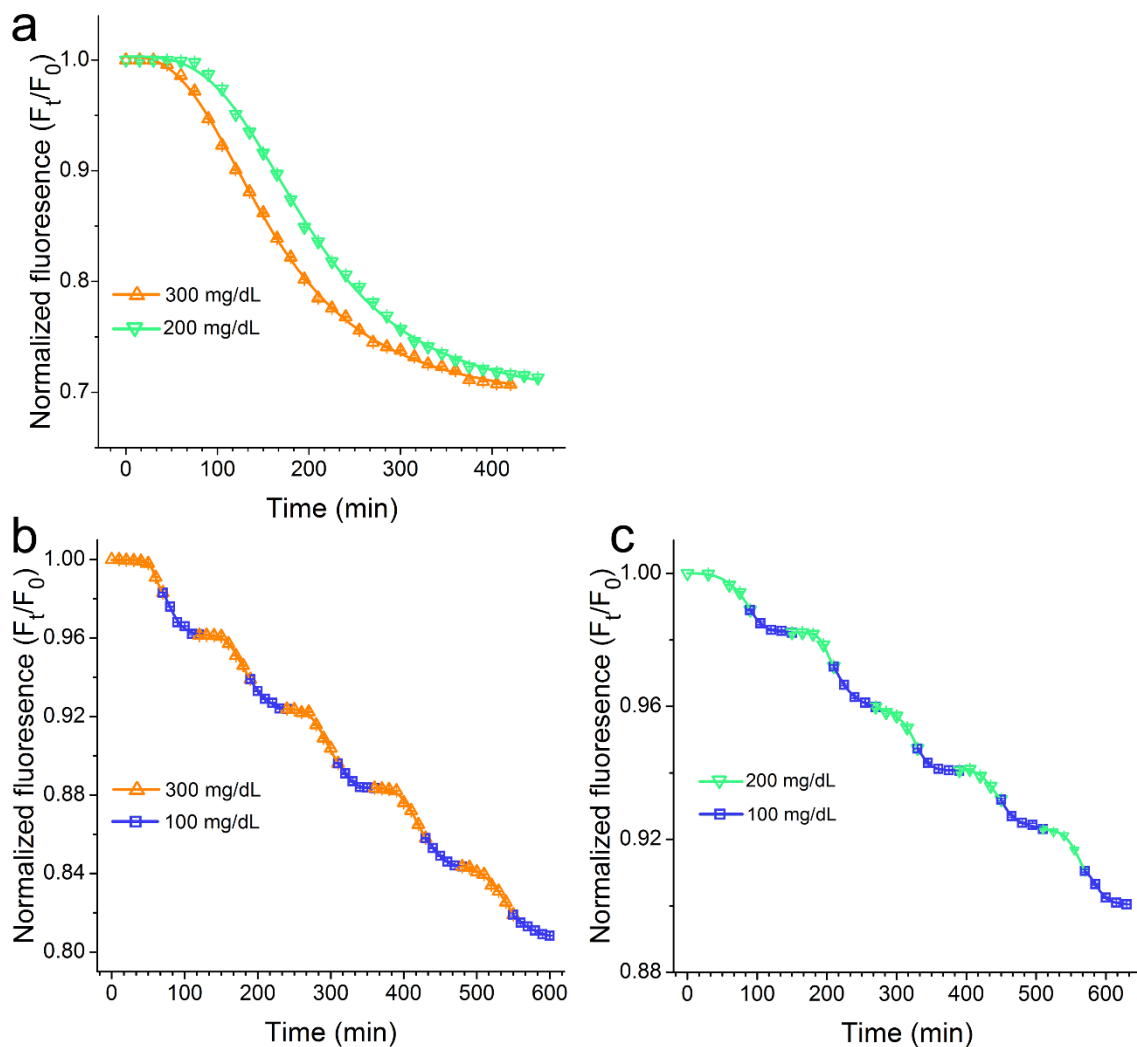 a
Normalized fluoresence (Fₜ/F₀)
1.0
0.9
0.8
0.7
300 mg/dL
200 mg/dL
0 100 200 300 400
Time (min)
b
Normalized fluoresence (Fₜ/F₀)
1.00
0.96
0.92
0.88
0.84
0.80
300 mg/dL
100 mg/dL
0 100 200 300 400 500 600
Time (min)
c
Normalized fluoresence (Fₜ/F₀)
1.00
0.96
0.92
0.88
200 mg/dL
100 mg/dL
0 100 200 300 400 500 600
Time (min)